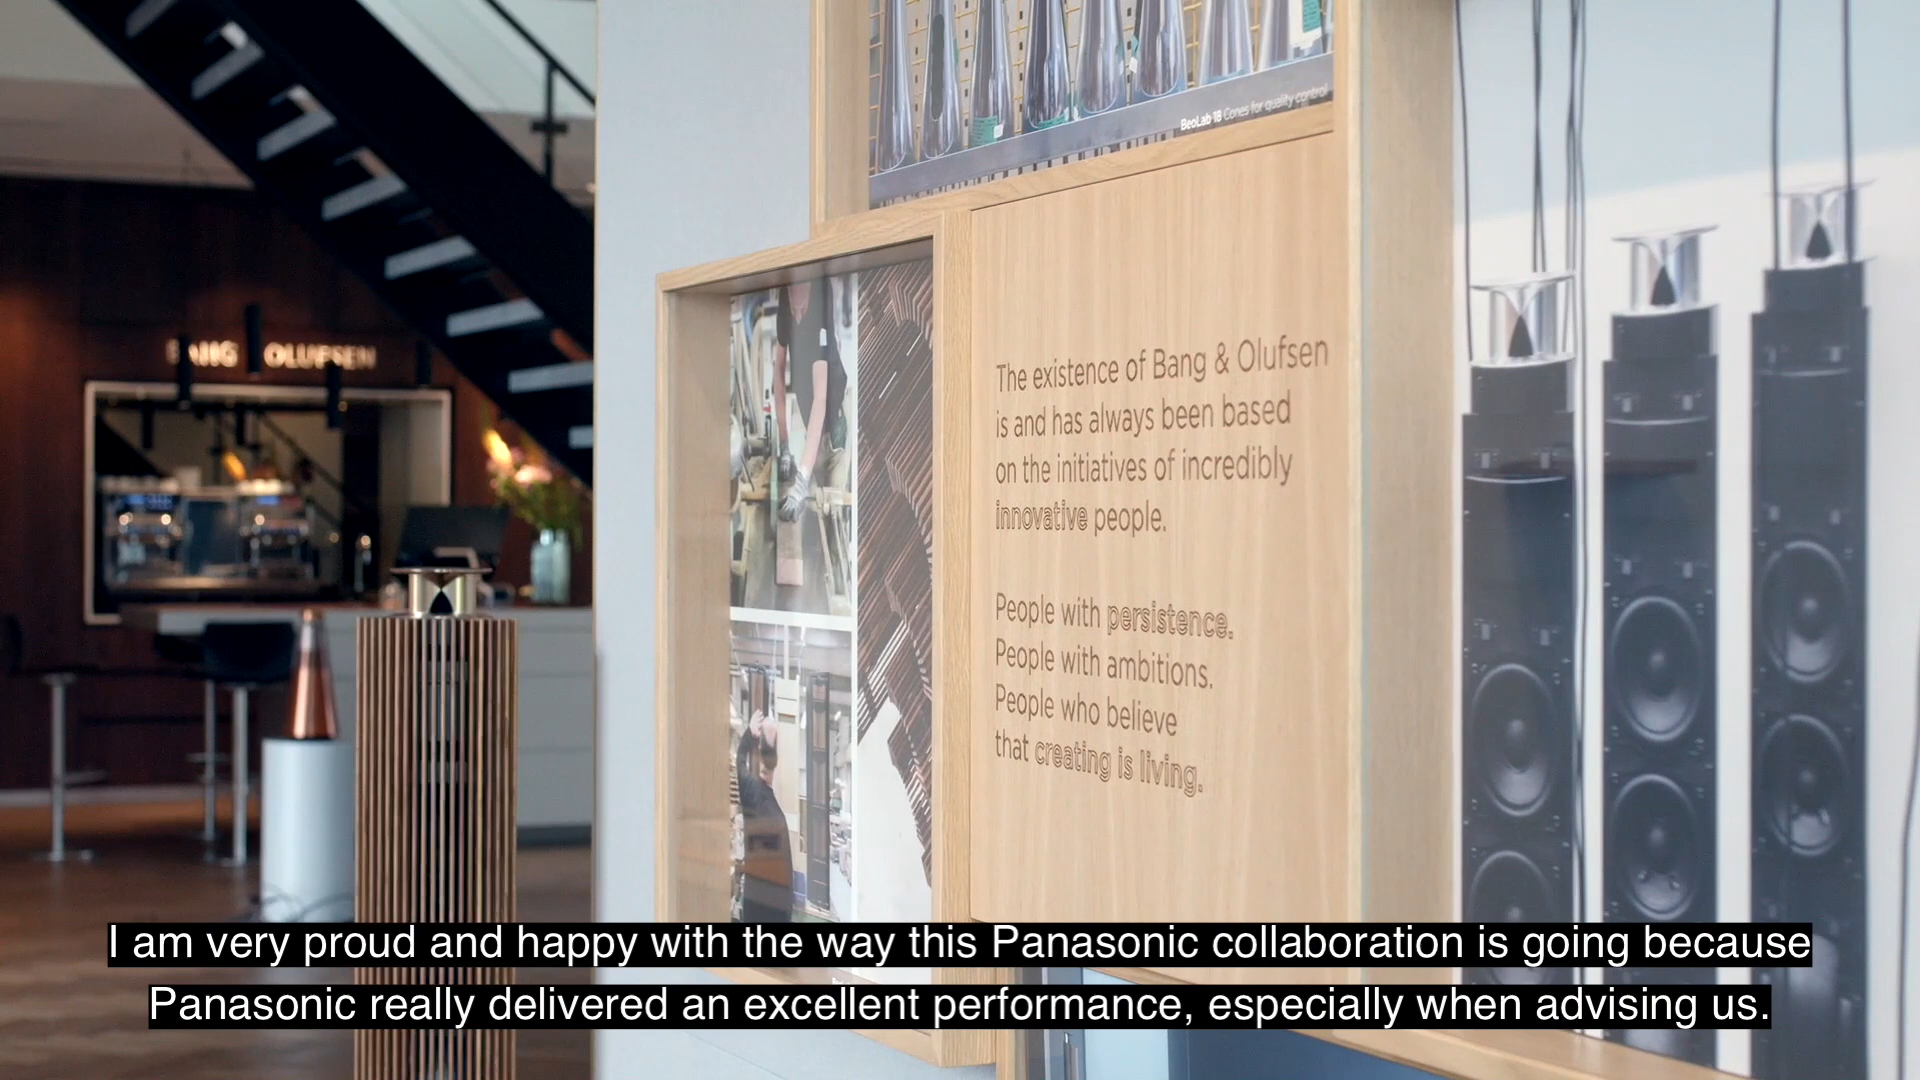 BeoLab 18 Cones for quality control
BANG OLUFSEN
The existence of Bang & Olufsen
is and has always been based
on the initiatives of incredibly
innovative people.
People with persistence.
People with ambitions.
People who believe
that creating is living.
I am very proud and happy with the way this Panasonic collaboration is going because
Panasonic really delivered an excellent performance, especially when advising us.